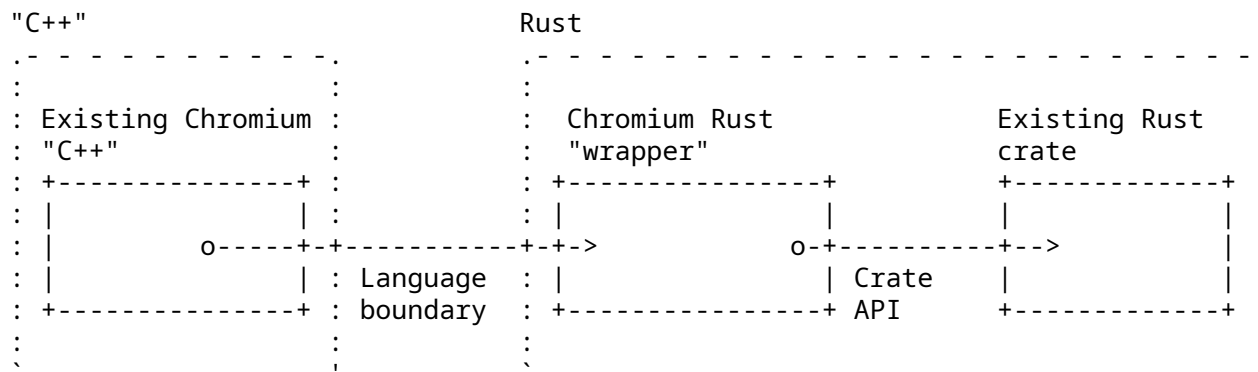 "C++" Rust
Existing Chromium Chromium Rust Existing Rust
"C++" "wrapper" crate
Language Crate
boundary API